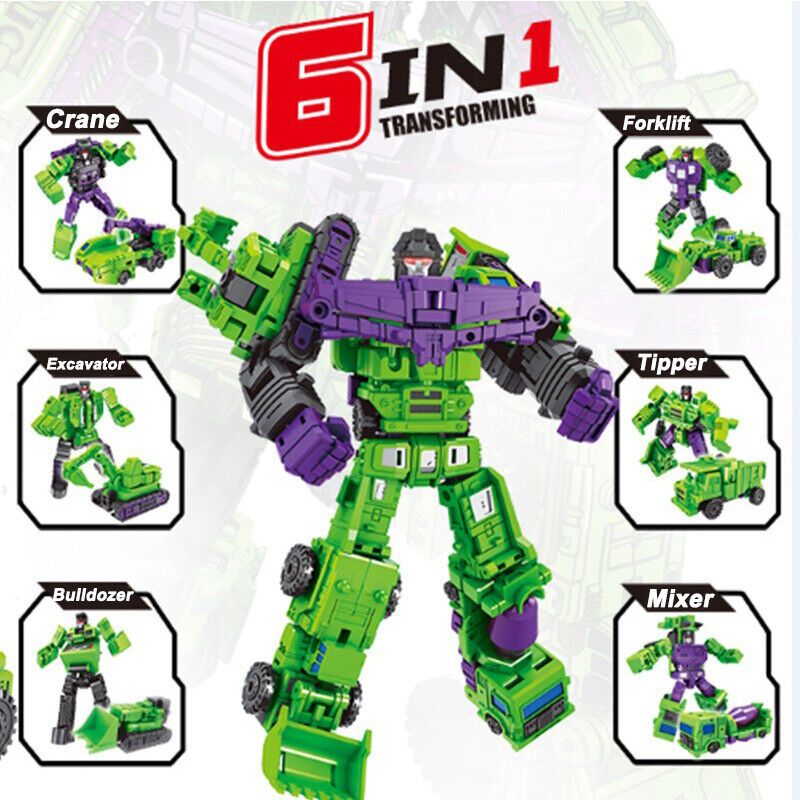 6 IN 1
TRANSFORMING
Crane
Forklift
Excavator
Tipper
Bulldozer
Mixer